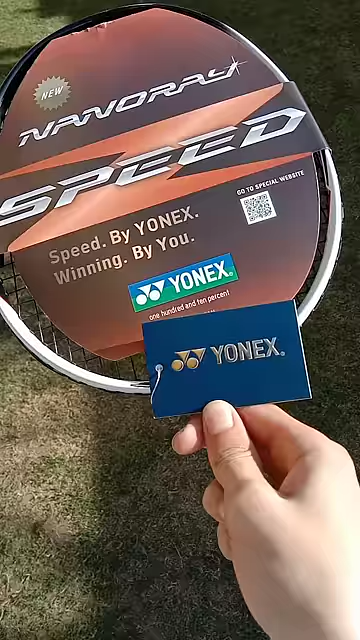 NEW
NANORAY
SPEED
GO TO SPECIAL WEBSITE
Speed. By YONEX.
Winning. By You.
YONEX®
one hundred and ten percent
YONEX®